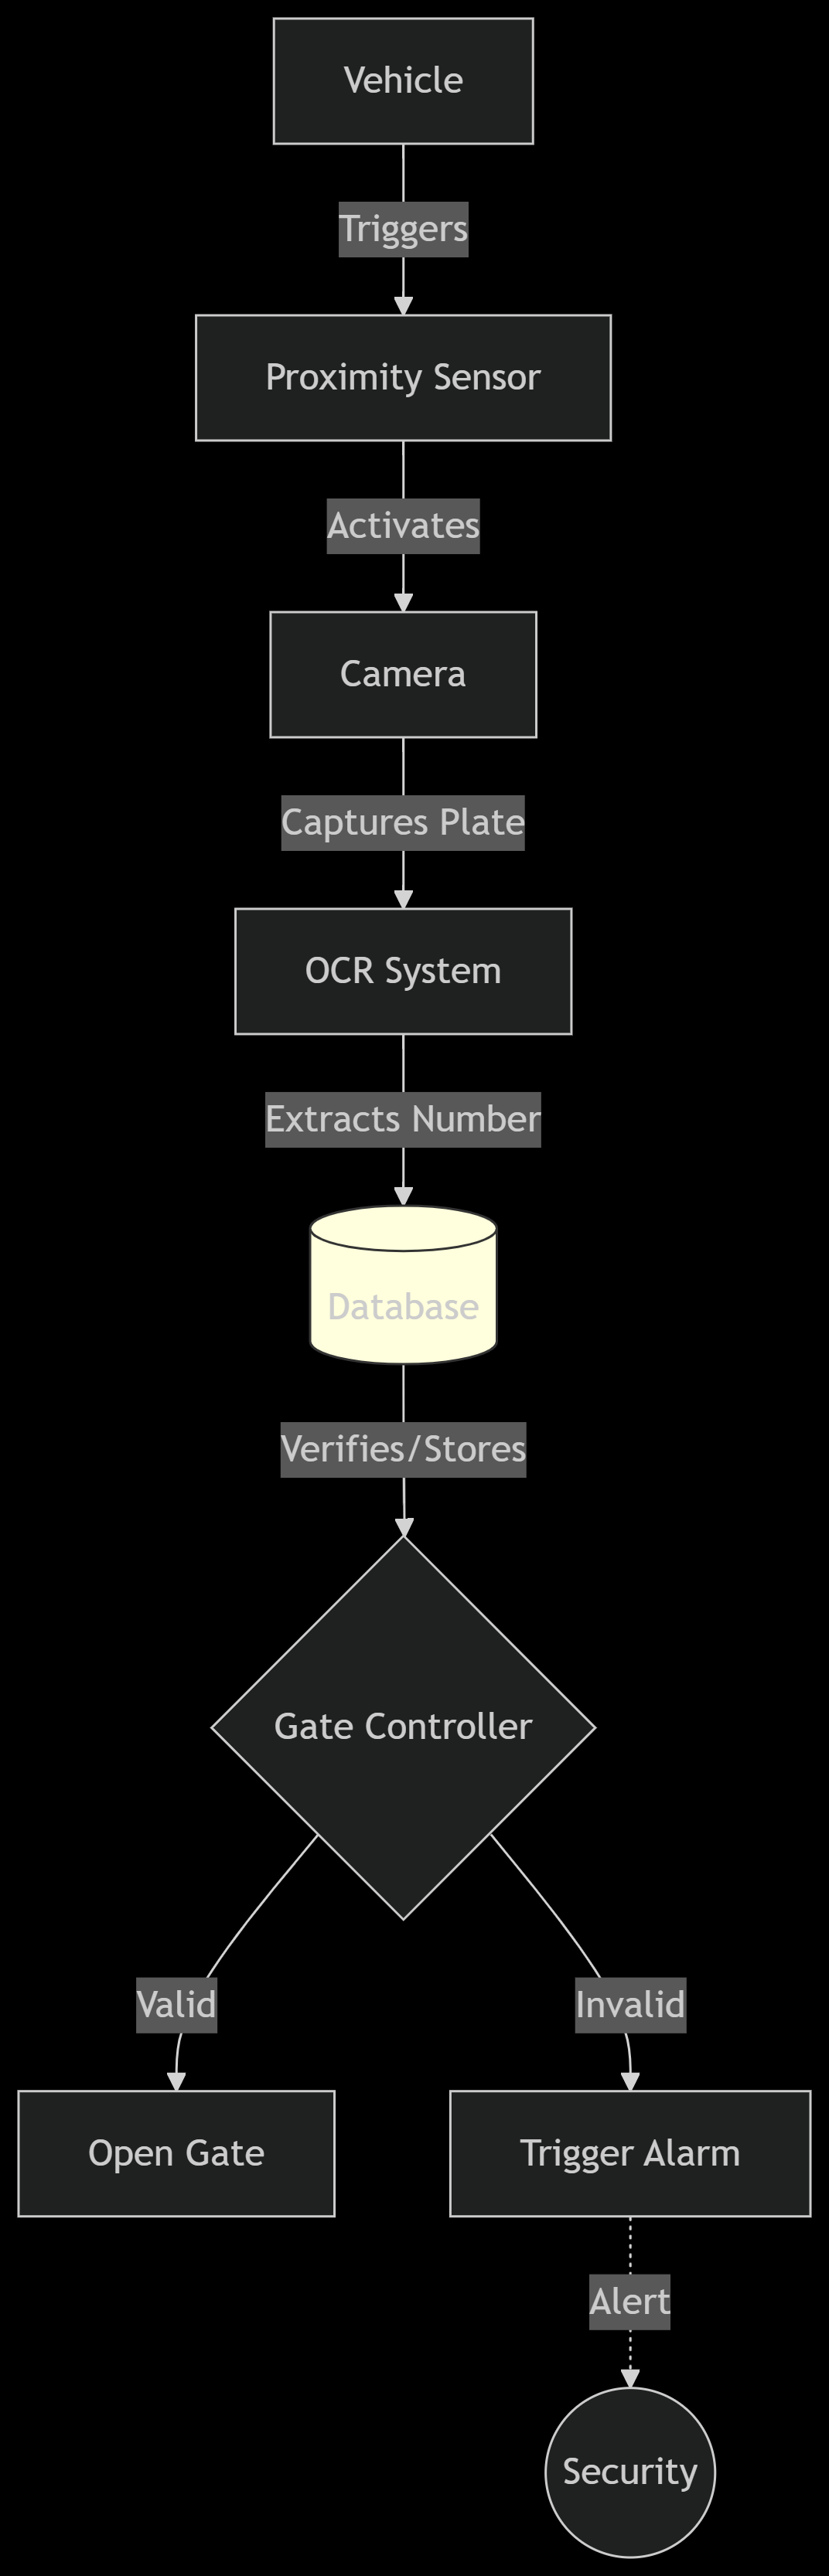 Vehicle
Triggers
Proximity Sensor
Activates
Camera
Captures Plate
OCR System
Extracts Number
Database
Verifies/Stores
Gate Controller
Valid
Invalid
Open Gate
Trigger Alarm
Alert
Security